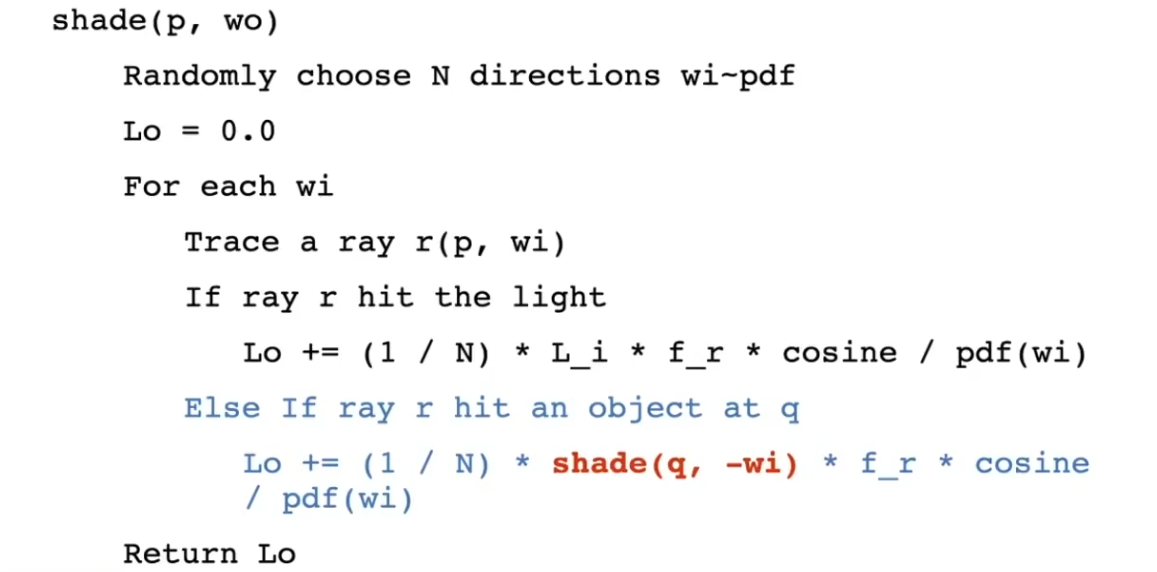 shade(p, wo)
Randomly choose N directions wi~pdf
Lo = 0.0
For each wi
Trace a ray r(p, wi)
If ray r hit the light
Lo += (1 / N) * L_i * f_r * cosine / pdf(wi)
Else If ray r hit an object at q
Lo += (1 / N) * shade(q, -wi) * f_r * cosine
/ pdf(wi)
Return Lo